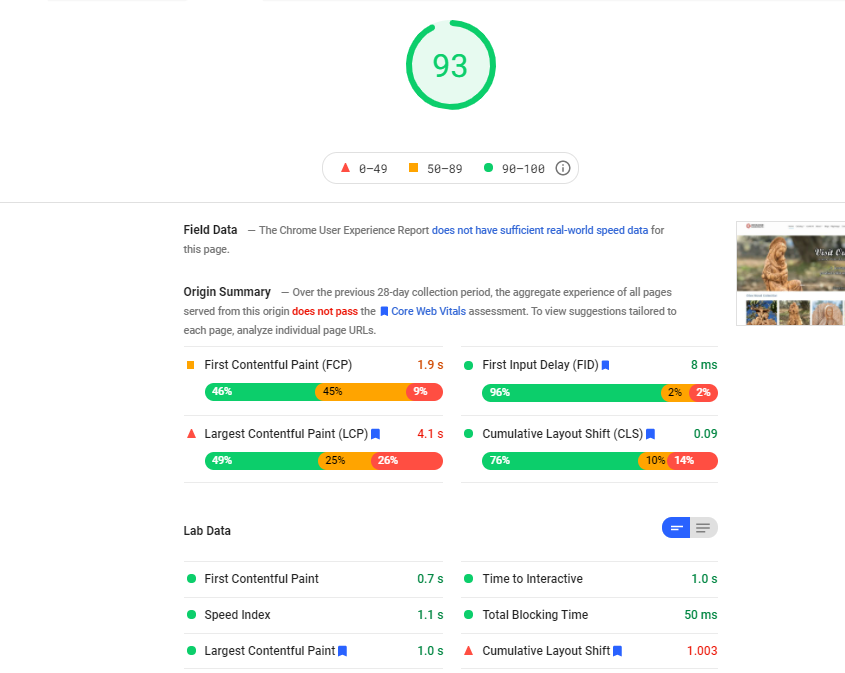 93
0–49 50–89 90–100
Field Data — The Chrome User Experience Report does not have sufficient real-world speed data for
this page.
Origin Summary — Over the previous 28-day collection period, the aggregate experience of all pages
served from this origin does not pass the Core Web Vitals assessment. To view suggestions tailored to
each page, analyze individual page URLs.
First Contentful Paint (FCP) 1.9 s
46% 45% 9%
First Input Delay (FID) 8 ms
96% 2% 2%
Largest Contentful Paint (LCP) 4.1 s
49% 25% 26%
Cumulative Layout Shift (CLS) 0.09
76% 10% 14%
Lab Data
First Contentful Paint 0.7 s
Time to Interactive 1.0 s
Speed Index 1.1 s
Total Blocking Time 50 ms
Largest Contentful Paint 1.0 s
Cumulative Layout Shift 1.003